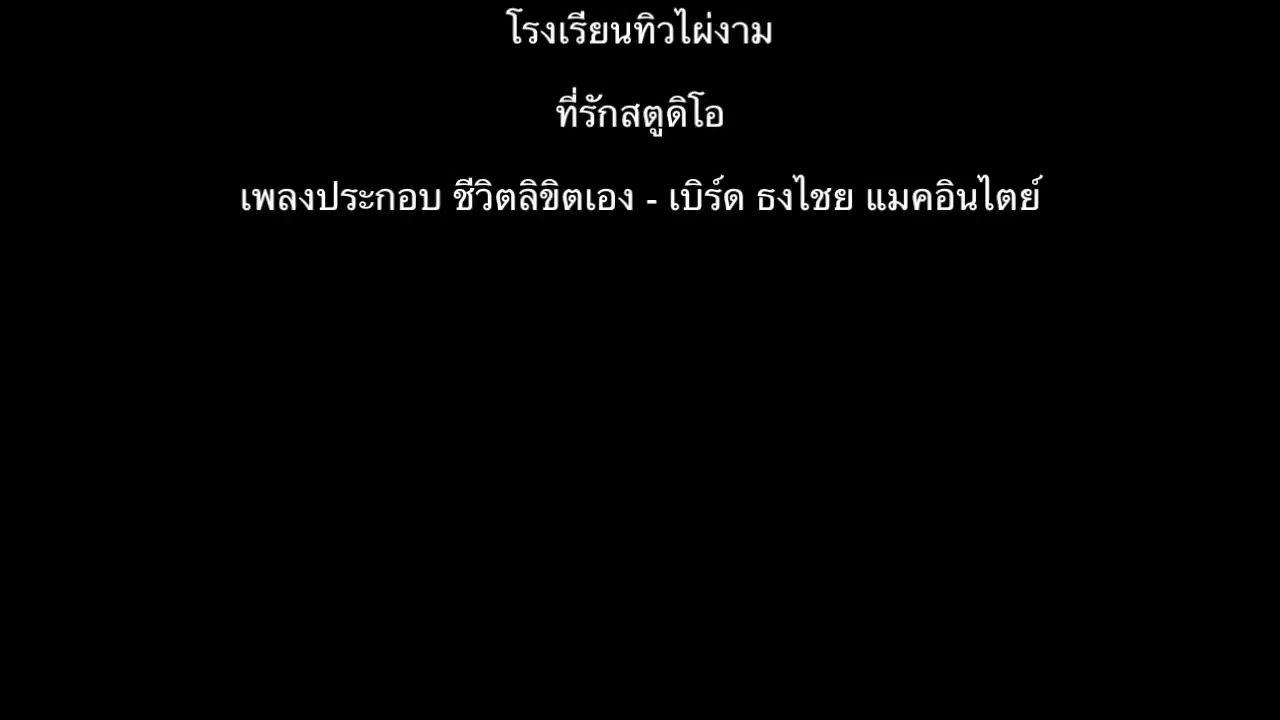 โรงเรียนทิวไผ่งาม
ที่รักสตูดิโอ
เพลงประกอบ ชีวิตลิขิตเอง - เบิร์ด ธงไชย แมคอินไตย์